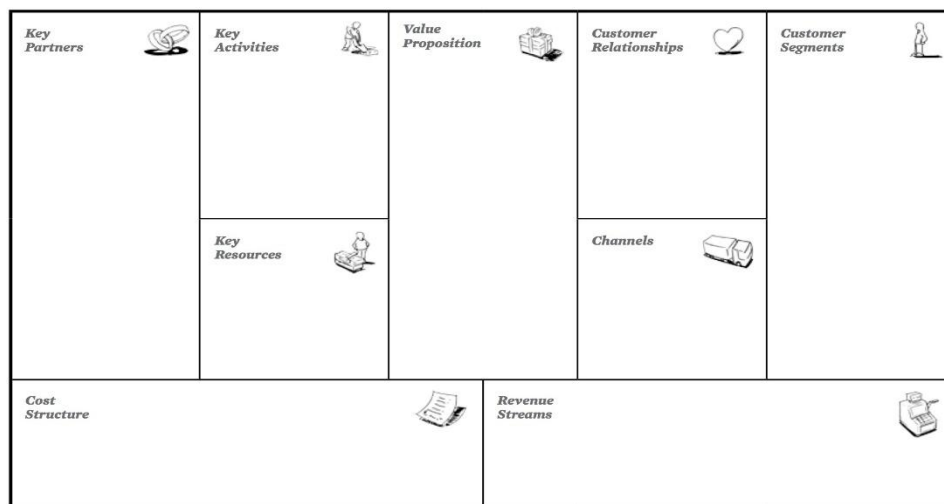 Key
Partners
Key
Activities
Value
Proposition
Customer
Relationships
Customer
Segments
Key
Resources
Channels
Cost
Structure
Revenue
Streams